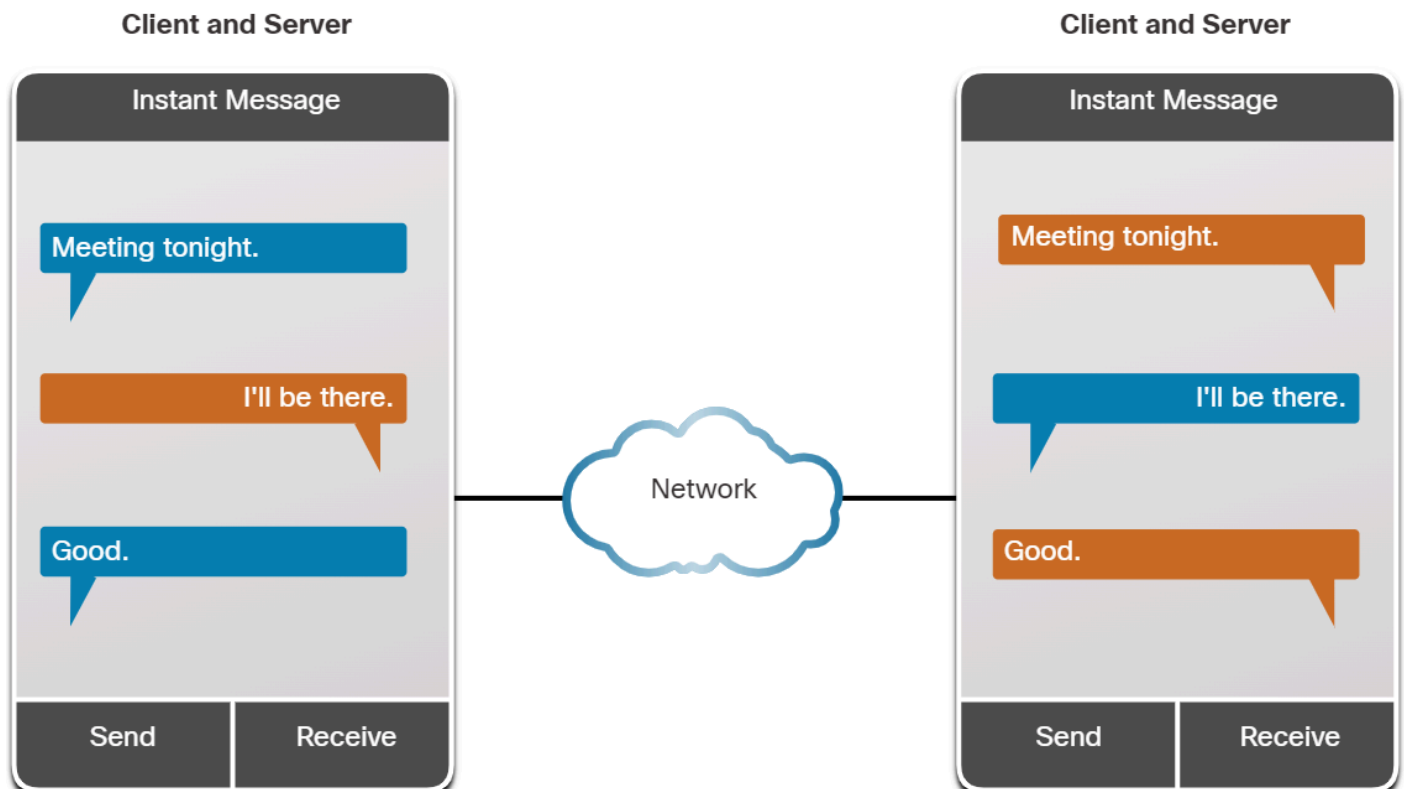 Client and Server
Client and Server
Instant Message
Instant Message
Meeting tonight.
I'll be there.
Good.
Send
Receive
Network
Meeting tonight.
I'll be there.
Good.
Send
Receive